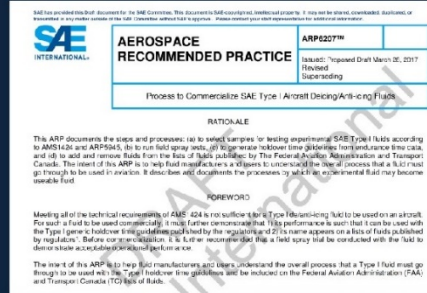 SAE has provided this Draft document for the SAE Committee. This document is SAE-copyrighted, intellectual property. It may not be shared, downloaded, duplicated, or
transmitted in any matter outside of the SAE Committee without SAE's approval. Please contact your staff representative for additional information.
SAE
INTERNATIONAL
AEROSPACE
RECOMMENDED PRACTICE
ARP6207™
Issued: Proposed Draft March 20, 2017
Revised
Superseding
Process to Commercialize SAE Type I Aircraft Deicing/Anti-icing Fluids
RATIONALE
This ARP documents the steps and processes: (a) to select samples for testing experimental SAE Type I fluids according
to AMS1424 and ARP5945, (b) to run field spray tests, (c) to generate holdover time guidelines from endurance time data,
and (d) to add and remove fluids from the lists of fluids published by The Federal Aviation Administration and Transport
Canada. The intent of this ARP is to help fluid manufacturers and users to understand the overall process that a fluid must
go through to be used in aviation. It describes and documents the processes by which an experimental fluid may become
useable fluid.
FOREWORD
Meeting all of the technical requirements of AMS1424 is not sufficient for a Type I deicing/anti-icing fluid to be used on an aircraft.
For such a fluid to be used commercially, it must further demonstrate that its performance is such that it can be used with
the Type I generic holdover time guidelines published by the regulators and 2) its name appears on a lists of fluids published
by regulators. Before commercialization, it is further recommended that a field spray trial be conducted with the fluid to
demonstrate acceptable operational performance.
The intent of this ARP is to help fluid manufacturers and users understand the overall process that a Type I fluid must go
through to be used with the Type I holdover time guidelines and be included on the Federal Aviation Administration (FAA)
and Transport Canada (TC) lists of fluids.
DRAFT
International